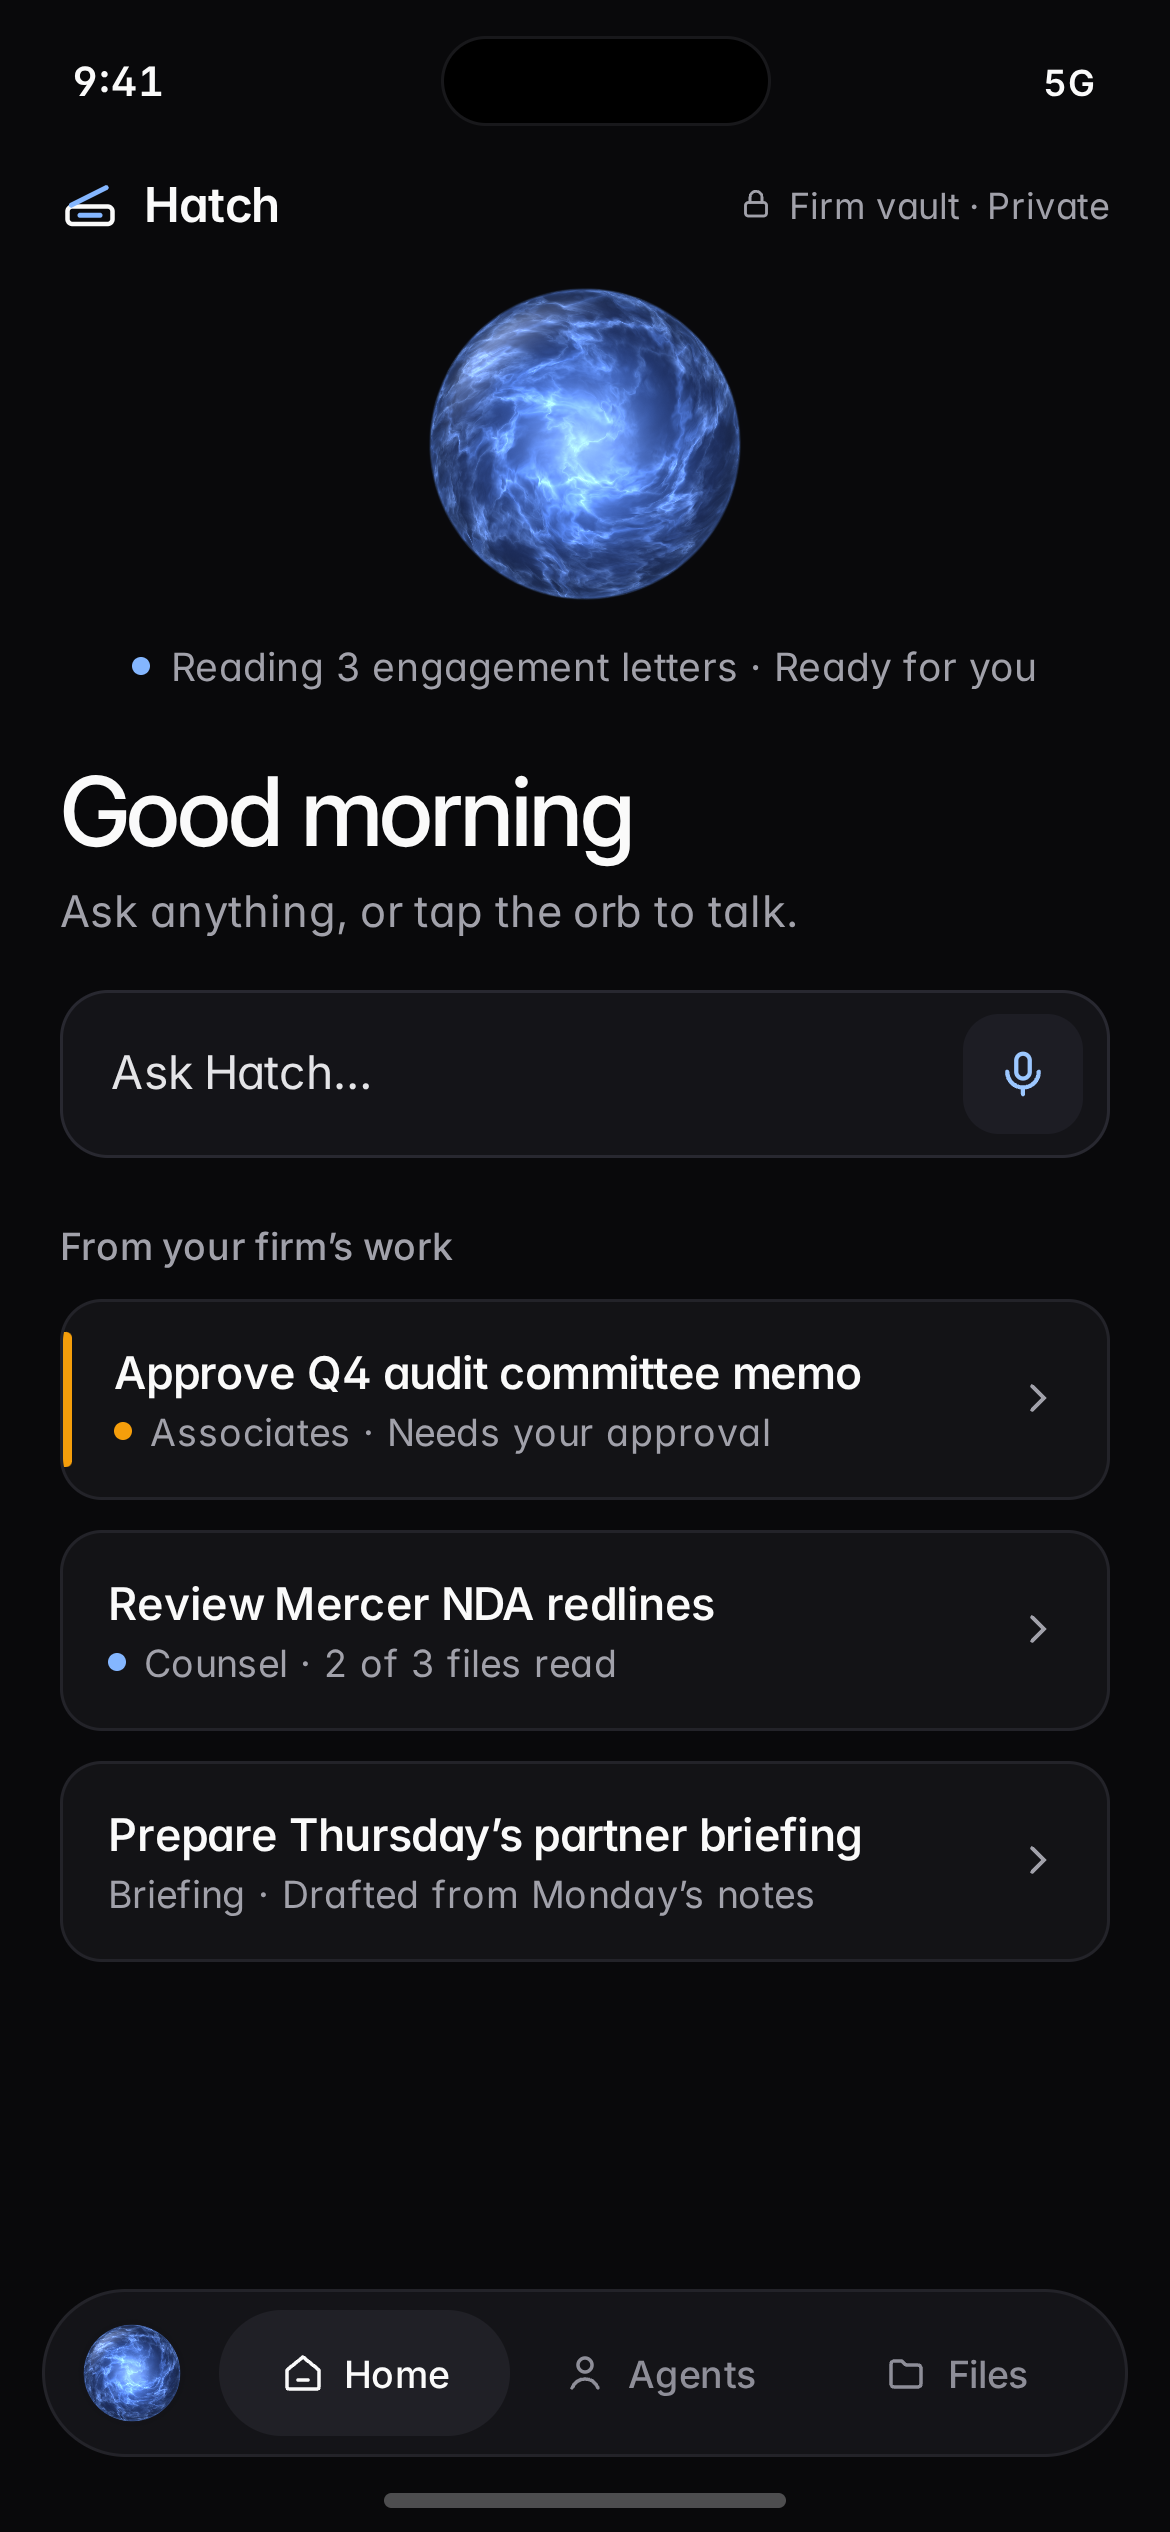 9:41
5G
Hatch
Firm vault · Private
Reading 3 engagement letters · Ready for you
Good morning
Ask anything, or tap the orb to talk.
Ask Hatch...
From your firm’s work
Approve Q4 audit committee memo
Associates · Needs your approval
Review Mercer NDA redlines
Counsel · 2 of 3 files read
Prepare Thursday’s partner briefing
Briefing · Drafted from Monday’s notes
Home
Agents
Files